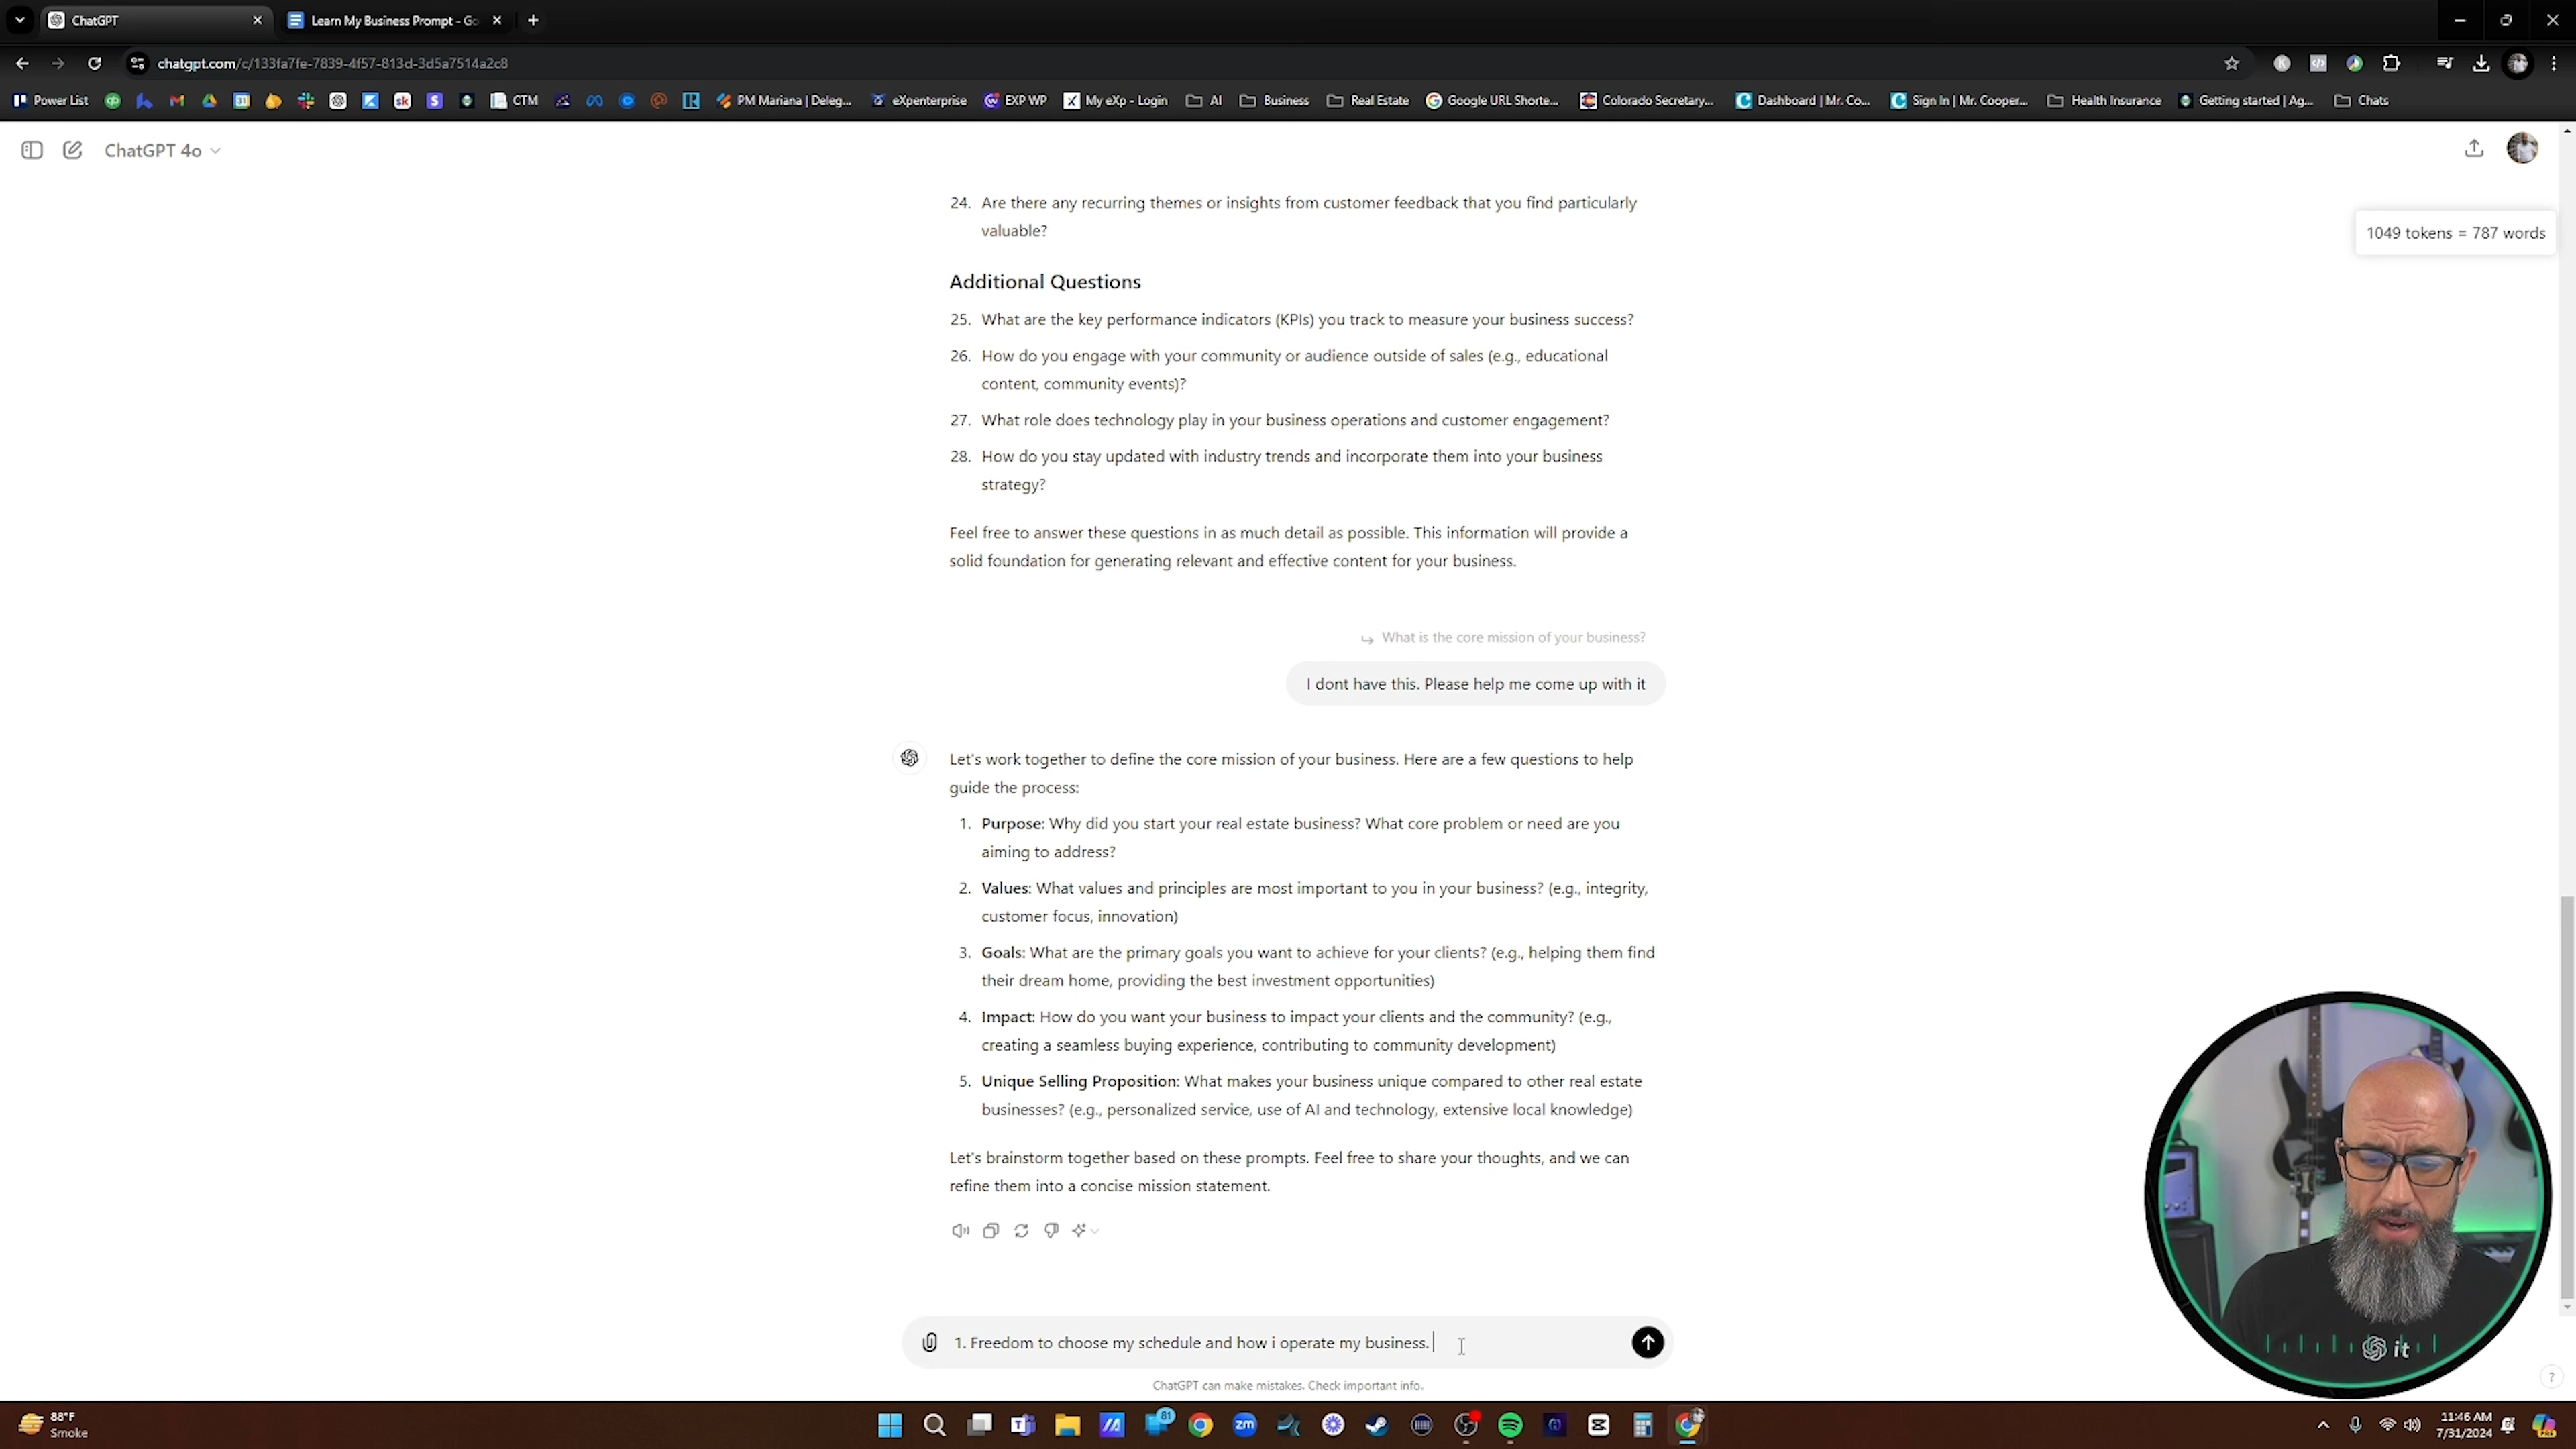 ChatGPT
Learn My Business Prompt - Go
chatgpt.com/c/133fa7fe-7839-4f57-813d-3d5a7514a2c8
Power List
CTM
PM Mariana | Deleg...
eXpenterprise
EXP WP
My eXp - Login
AI
Business
Real Estate
Google URL Shorte...
Colorado Secretary...
Dashboard | Mr. Co...
Sign In | Mr. Cooper...
Health Insurance
Getting started | Ag...
Chats
ChatGPT 4o
1049 tokens = 787 words
24. Are there any recurring themes or insights from customer feedback that you find particularly
valuable?
Additional Questions
25. What are the key performance indicators (KPIs) you track to measure your business success?
26. How do you engage with your community or audience outside of sales (e.g., educational
content, community events)?
27. What role does technology play in your business operations and customer engagement?
28. How do you stay updated with industry trends and incorporate them into your business
strategy?
Feel free to answer these questions in as much detail as possible. This information will provide a
solid foundation for generating relevant and effective content for your business.
What is the core mission of your business?
I dont have this. Please help me come up with it
Let's work together to define the core mission of your business. Here are a few questions to help
guide the process:
1. Purpose: Why did you start your real estate business? What core problem or need are you
aiming to address?
2. Values: What values and principles are most important to you in your business? (e.g., integrity,
customer focus, innovation)
3. Goals: What are the primary goals you want to achieve for your clients? (e.g., helping them find
their dream home, providing the best investment opportunities)
4. Impact: How do you want your business to impact your clients and the community? (e.g.,
creating a seamless buying experience, contributing to community development)
5. Unique Selling Proposition: What makes your business unique compared to other real estate
businesses? (e.g., personalized service, use of AI and technology, extensive local knowledge)
Let's brainstorm together based on these prompts. Feel free to share your thoughts, and we can
refine them into a concise mission statement.
1. Freedom to choose my schedule and how i operate my business.
ChatGPT can make mistakes. Check important info.
?
it
88°F
Smoke
81
zm
11:46 AM
7/31/2024